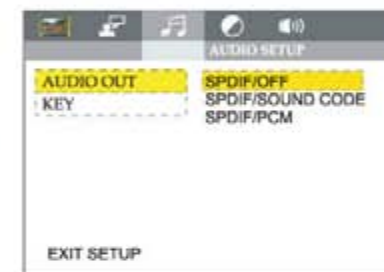 AUDIO SETUP
AUDIO OUT
KEY
SPDIF/OFF
SPDIF/SOUND CODE
SPDIF/PCM
EXIT SETUP